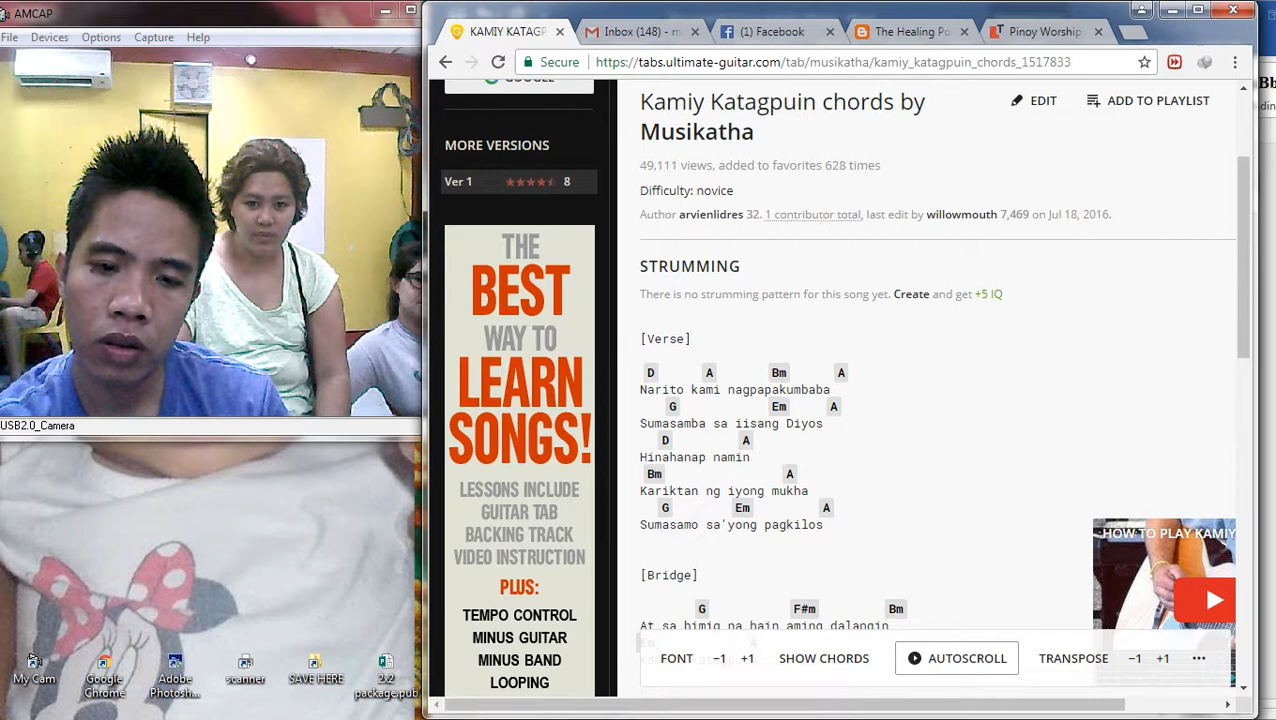 AMCAP
File Devices Options Capture Help
USB2.0_Camera
My Cam
Google Chrome
Adobe Photosh...
scanner
SAVE HERE
2x2 package.pub
KAMIY KATAGP
Inbox (148) - m
(1) Facebook
The Healing Po
Pinoy Worship
Secure https://tabs.ultimate-guitar.com/tab/musikatha/kamiy_katagpuin_chords_1517833
GOOGLE
MORE VERSIONS
Ver 1 8
THE
BEST
WAY TO
LEARN
SONGS!
LESSONS INCLUDE
GUITAR TAB
BACKING TRACK
VIDEO INSTRUCTION
PLUS:
TEMPO CONTROL
MINUS GUITAR
MINUS BAND
LOOPING
Kamiy Katagpuin chords by
Musikatha
EDIT
ADD TO PLAYLIST
49,111 views, added to favorites 628 times
Difficulty: novice
Author arvienlidres 32. 1 contributor total, last edit by willowmouth 7,469 on Jul 18, 2016.
STRUMMING
There is no strumming pattern for this song yet. Create and get +5 IQ
[Verse]
D A Bm A
Narito kami nagpapakumbaba
G Em A
Sumasamba sa iisang Diyos
D A
Hinahanap namin
Bm A
Kariktan ng iyong mukha
G Em A
Sumasamo sa'yong pagkilos
[Bridge]
G F#m Bm
At sa himig na hain aming dalangin
Em A
HOW TO PLAY KAMIY
FONT −1 +1 SHOW CHORDS AUTOSCROLL TRANSPOSE −1 +1